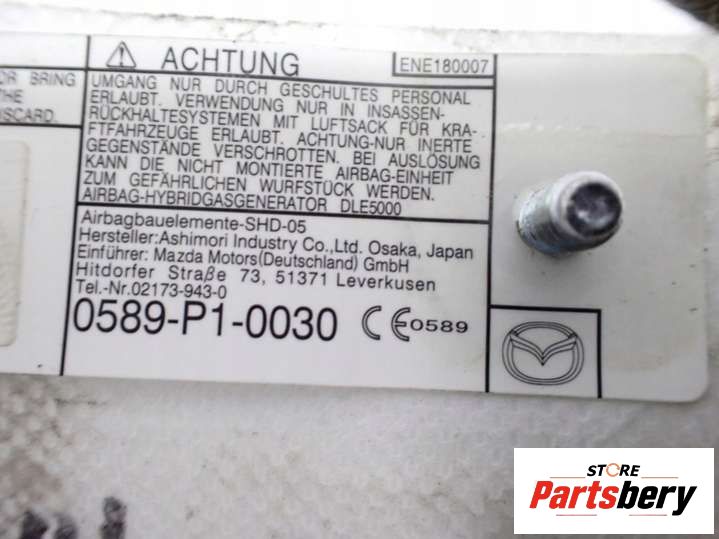 OR BRING
THE
ISCARD.
ACHTUNG
ENE180007
UMGANG NUR DURCH GESCHULTES PERSONAL
ERLAUBT. VERWENDUNG NUR IN INSASSEN-
RÜCKHALTESYSTEMEN MIT LUFTSACK FÜR KRA-
FTFAHRZEUGE ERLAUBT. ACHTUNG-NUR INERTE
GEGENSTÄNDE VERSCHROTTEN. BEI AUSLÖSUNG
KANN DIE NICHT MONTIERTE AIRBAG-EINHEIT
ZUM GEFÄHRLICHEN WURFSTÜCK WERDEN.
AIRBAG-HYBRIDGASGENERATOR DLE5000
Airbagbauelemente-SHD-05
Hersteller:Ashimori Industry Co.,Ltd. Osaka, Japan
Einführer: Mazda Motors(Deutschland) GmbH
Hitdorfer Straße 73, 51371 Leverkusen
Tel.-Nr.02173-943-0
0589-P1-0030 CE0589
STORE
Partsbery